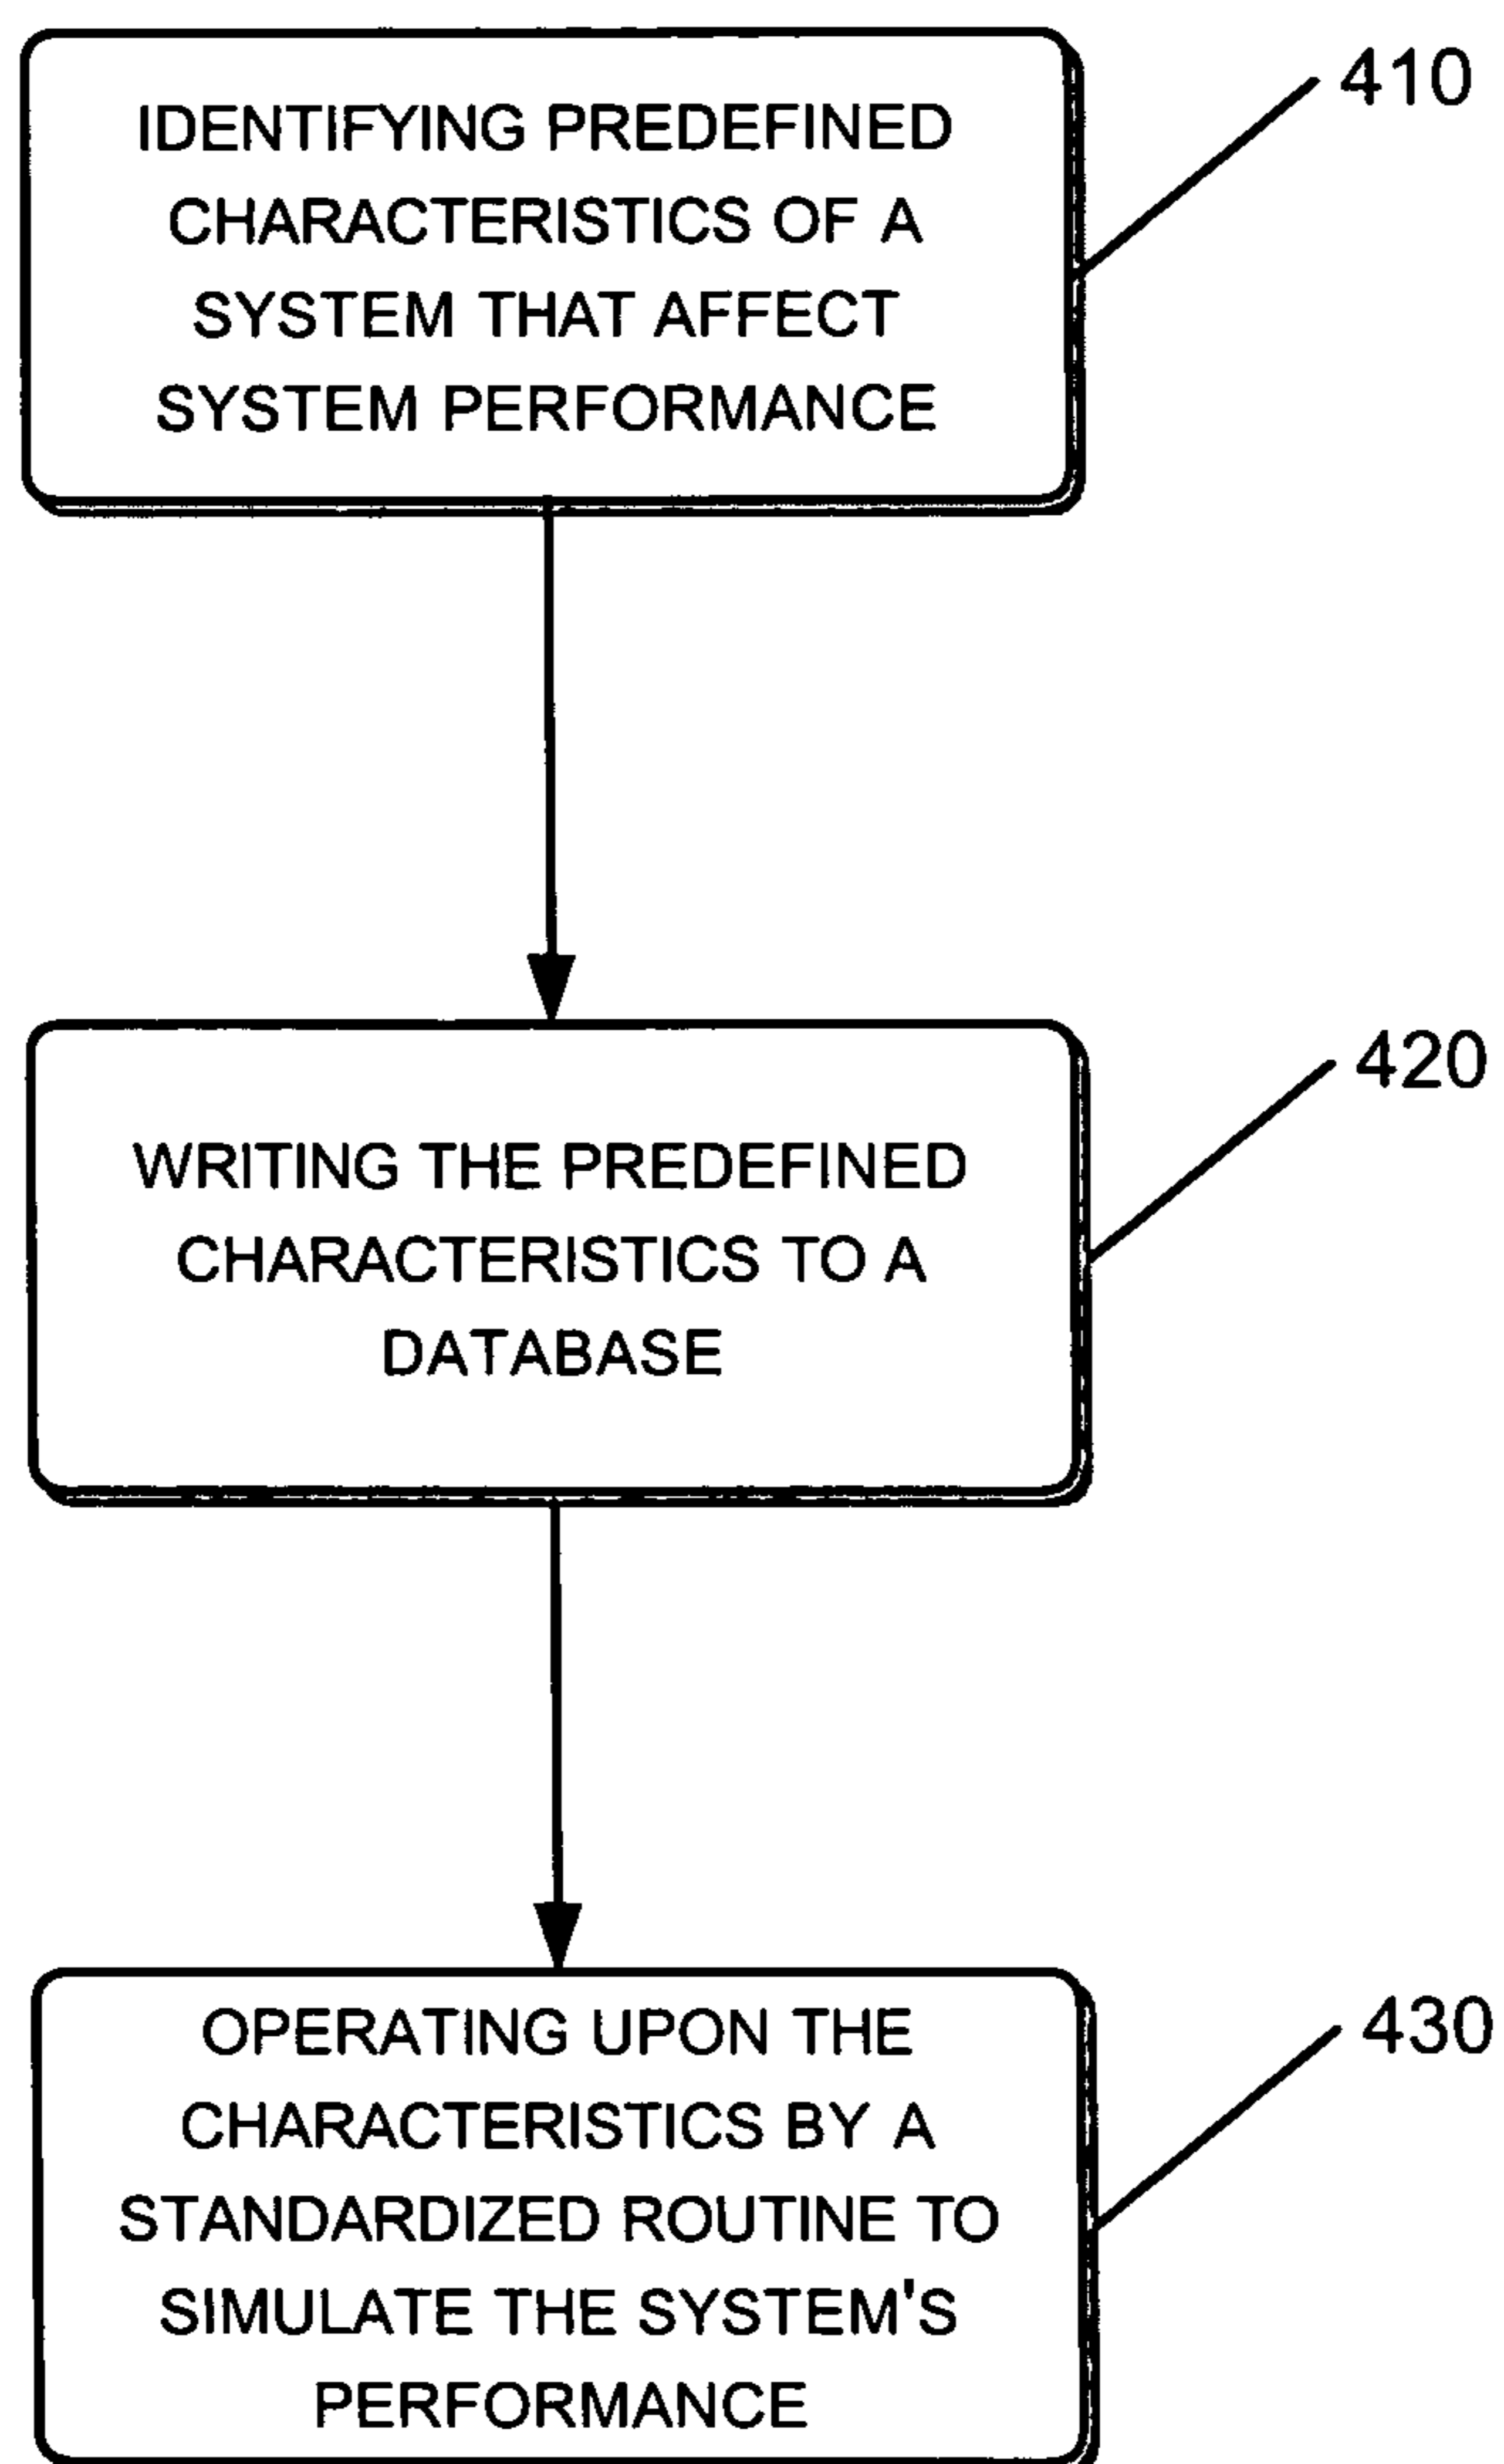 IDENTIFYING PREDEFINED
CHARACTERISTICS OF A
SYSTEM THAT AFFECT
SYSTEM PERFORMANCE
410
WRITING THE PREDEFINED
CHARACTERISTICS TO A
DATABASE
420
OPERATING UPON THE
CHARACTERISTICS BY A
STANDARDIZED ROUTINE TO
SIMULATE THE SYSTEM'S
PERFORMANCE
430